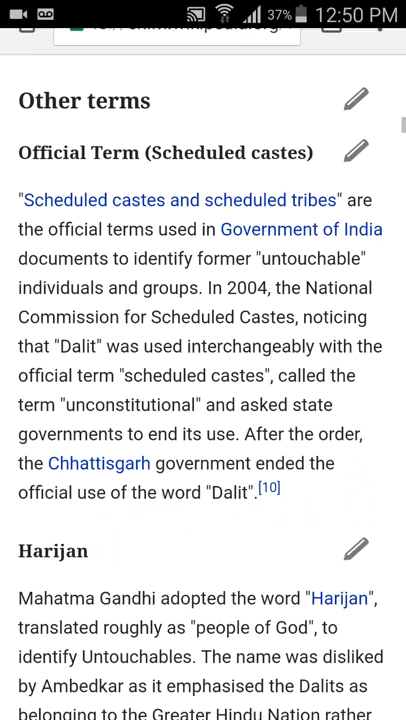 37% 12:50 PM
Other terms
Official Term (Scheduled castes)
"Scheduled castes and scheduled tribes" are
the official terms used in Government of India
documents to identify former "untouchable"
individuals and groups. In 2004, the National
Commission for Scheduled Castes, noticing
that "Dalit" was used interchangeably with the
official term "scheduled castes", called the
term "unconstitutional" and asked state
governments to end its use. After the order,
the Chhattisgarh government ended the
official use of the word "Dalit".[10]
Harijan
Mahatma Gandhi adopted the word "Harijan",
translated roughly as "people of God", to
identify Untouchables. The name was disliked
by Ambedkar as it emphasised the Dalits as
belonging to the Greater Hindu Nation rather